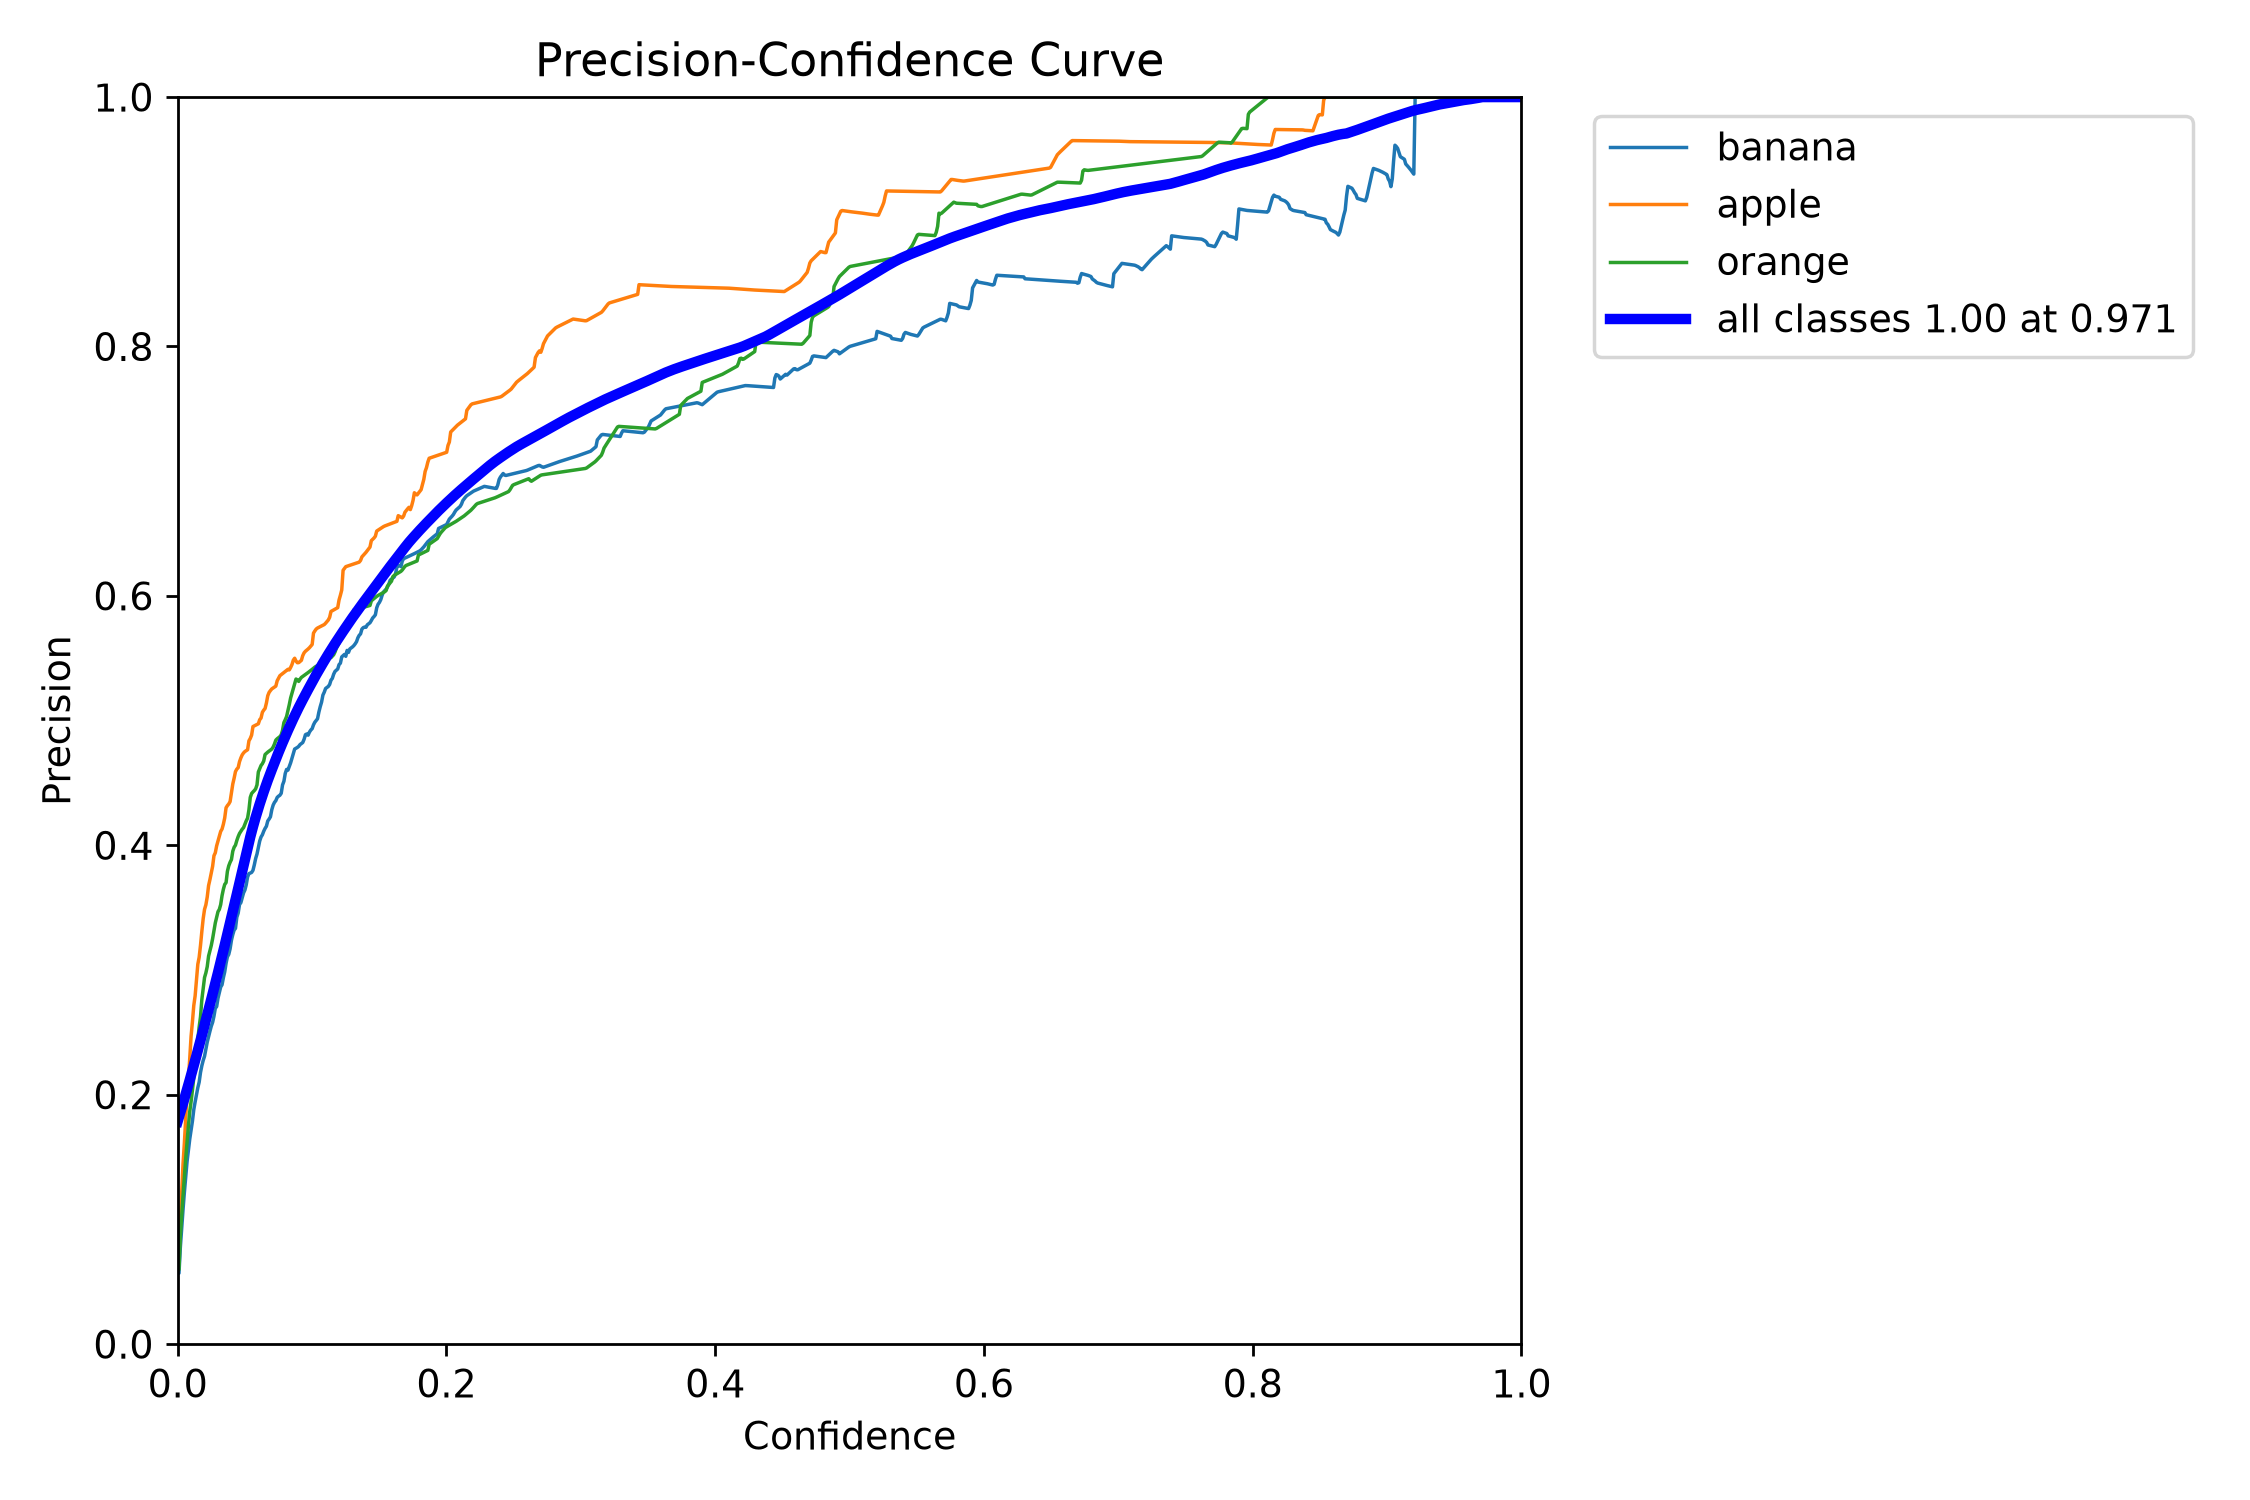 Precision-Confidence Curve
1.0
0.8
0.6
0.4
0.2
0.0
Precision
0.0 0.2 0.4 0.6 0.8 1.0
Confidence
banana
apple
orange
all classes 1.00 at 0.971